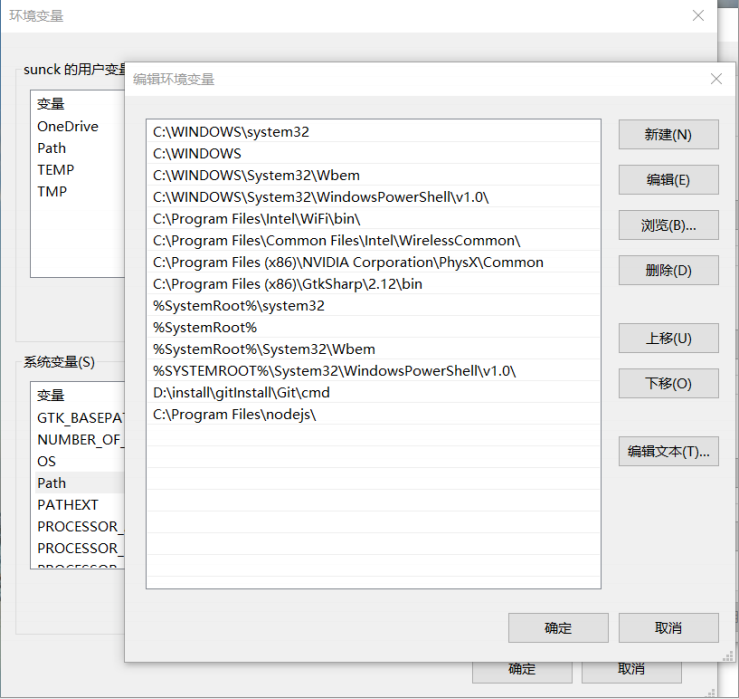 环境变量
sunck 的用户变量
变量
OneDrive
Path
TEMP
TMP
系统变量(S)
变量
GTK_BASEPAT
NUMBER_OF_
OS
Path
PATHEXT
PROCESSOR_
PROCESSOR_
PROCESSOR
编辑环境变量
C:\WINDOWS\system32
C:\WINDOWS
C:\WINDOWS\System32\Wbem
C:\WINDOWS\System32\WindowsPowerShell\v1.0\
C:\Program Files\Intel\WiFi\bin\
C:\Program Files\Common Files\Intel\WirelessCommon\
C:\Program Files (x86)\NVIDIA Corporation\PhysX\Common
C:\Program Files (x86)\GtkSharp\2.12\bin
%SystemRoot%\system32
%SystemRoot%
%SystemRoot%\System32\Wbem
%SYSTEMROOT%\System32\WindowsPowerShell\v1.0\
D:\install\gitInstall\Git\cmd
C:\Program Files\nodejs\
新建(N)
编辑(E)
浏览(B)...
删除(D)
上移(U)
下移(O)
编辑文本(T)...
确定
取消
确定
取消